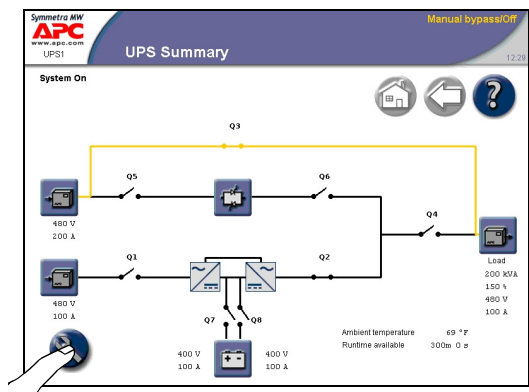 Symmetra MW
APC
www.apc.com
UPS1
UPS Summary
Manual bypass/Off
12:29
System On
?
Q3
Q5
Q6
480 V
200 A
Q4
Load
200 kVA
150 %
480 V
100 A
Q1
Q2
480 V
100 A
Q7
Q8
400 V
100 A
400 V
100 A
Ambient temperature 69 °F
Runtime available 300m 0 s